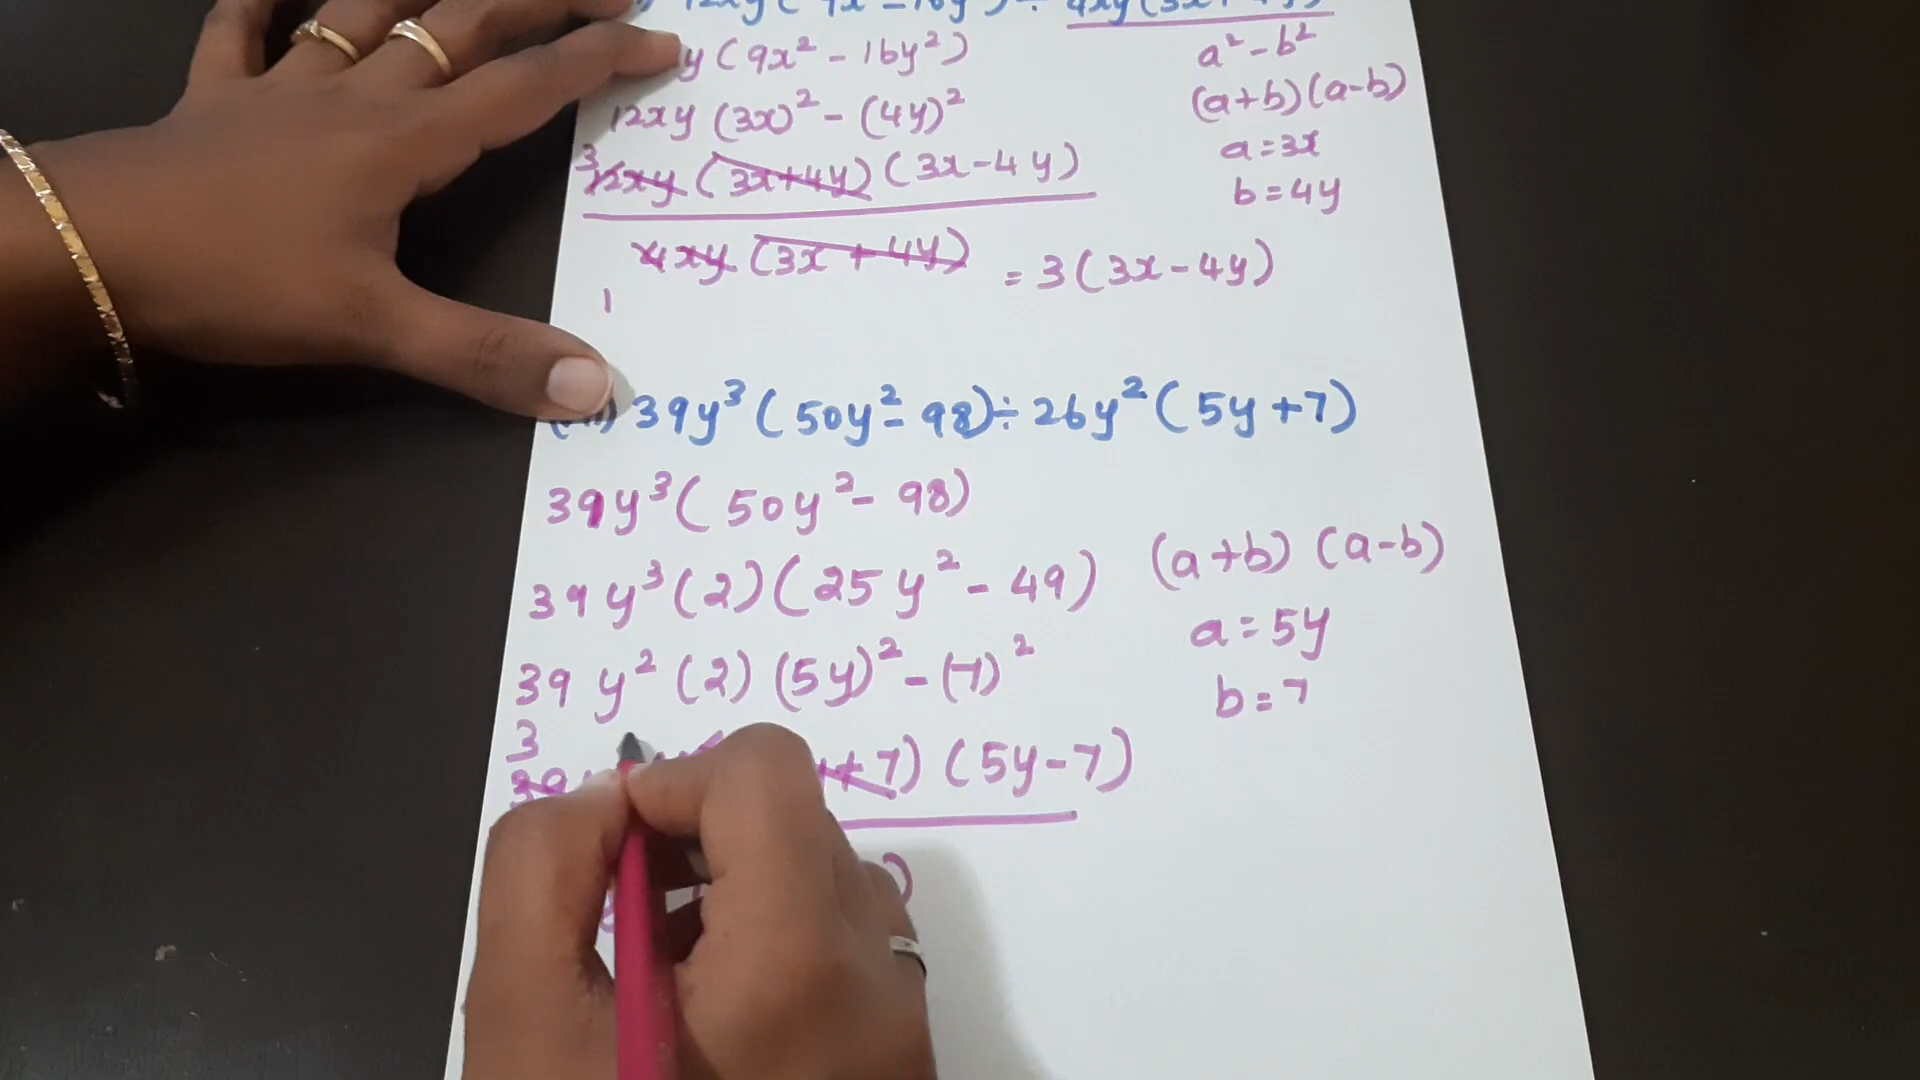 y (9x² - 16y²)
a² - b²
12xy (3x)² - (4y)²
(a+b)(a-b)
3
12xy (3x+4y) (3x-4y)
a = 3x
b = 4y
4xy (3x + 4y) = 3 (3x - 4y)
1
39y³ (50y² - 98) ÷ 26y² (5y + 7)
39y³ (50y² - 98)
39y³ (2) (25y² - 49)
(a+b) (a-b)
a = 5y
39 y² (2) (5y)² - (7)²
b = 7
3
39 + 7) (5y - 7)